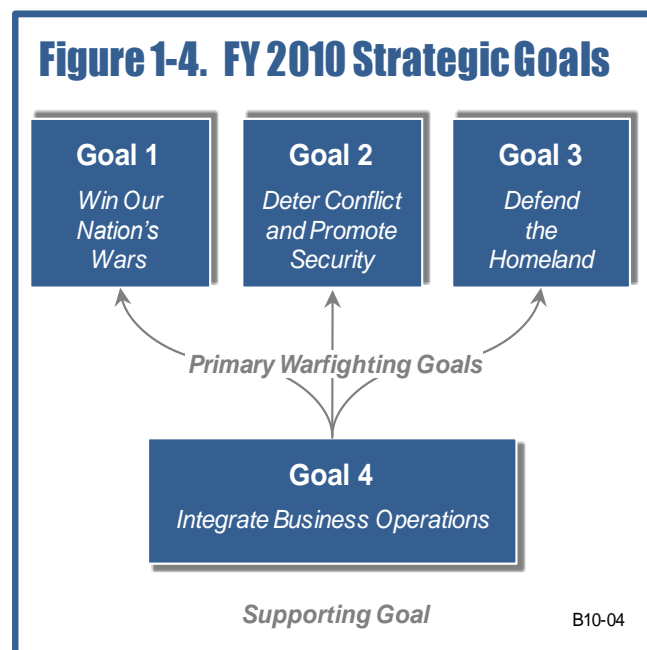 Figure 1-4. FY 2010 Strategic Goals
Goal 1
Win Our
Nation's
Wars
Goal 2
Deter Conflict
and Promote
Security
Goal 3
Defend
the
Homeland
Primary Warfighting Goals
Goal 4
Integrate Business Operations
Supporting Goal
B10-04